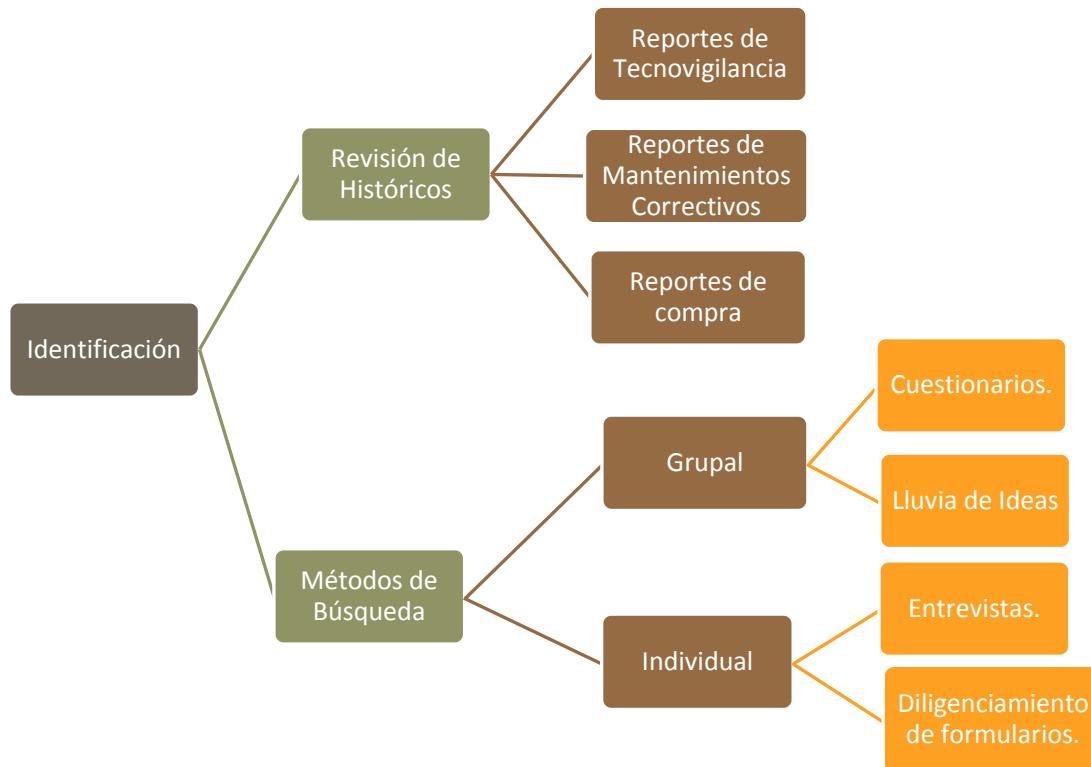 Reportes de
Tecnovigilancia
Revisión de
Históricos
Reportes de
Mantenimientos
Correctivos
Reportes de
compra
Identificación
Cuestionarios.
Grupal
Lluvia de Ideas
Métodos de
Búsqueda
Entrevistas.
Individual
Diligenciamiento
de formularios.